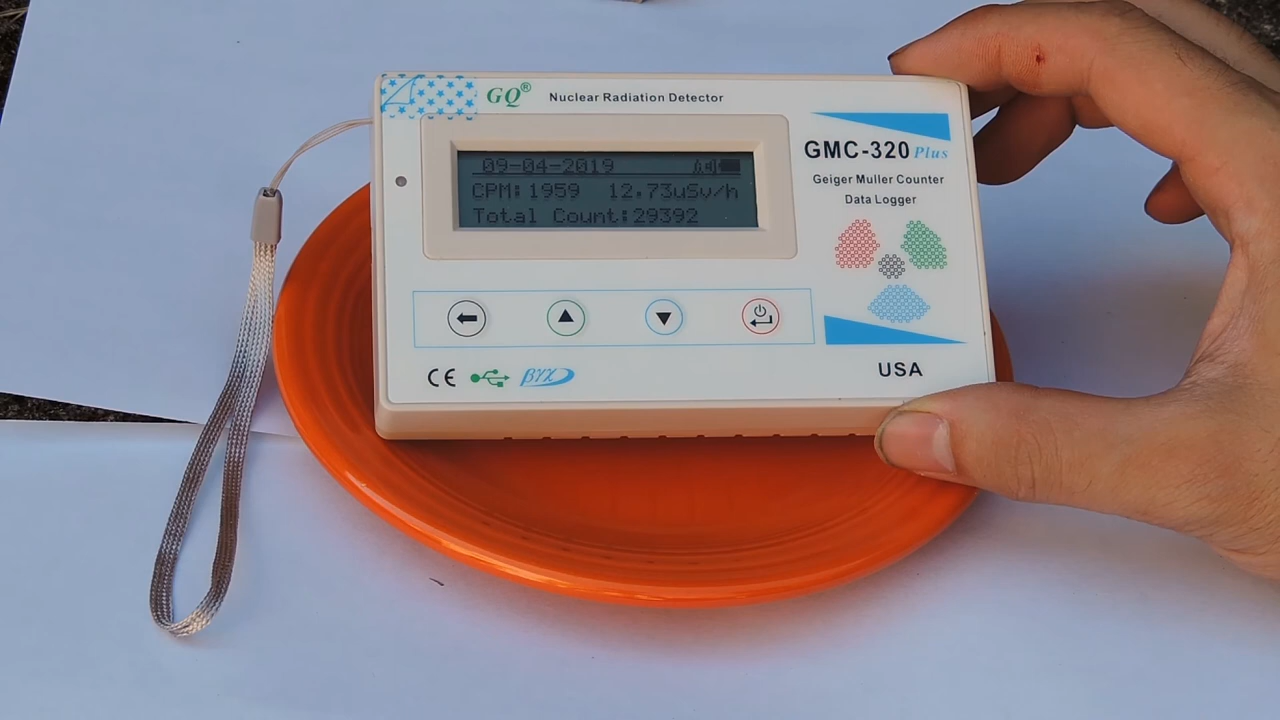 GQ® Nuclear Radiation Detector
09-04-2019
CPM:1959 12.73uSv/h
Total Count:29392
GMC-320 Plus
Geiger Muller Counter
Data Logger
CE βγχ
USA